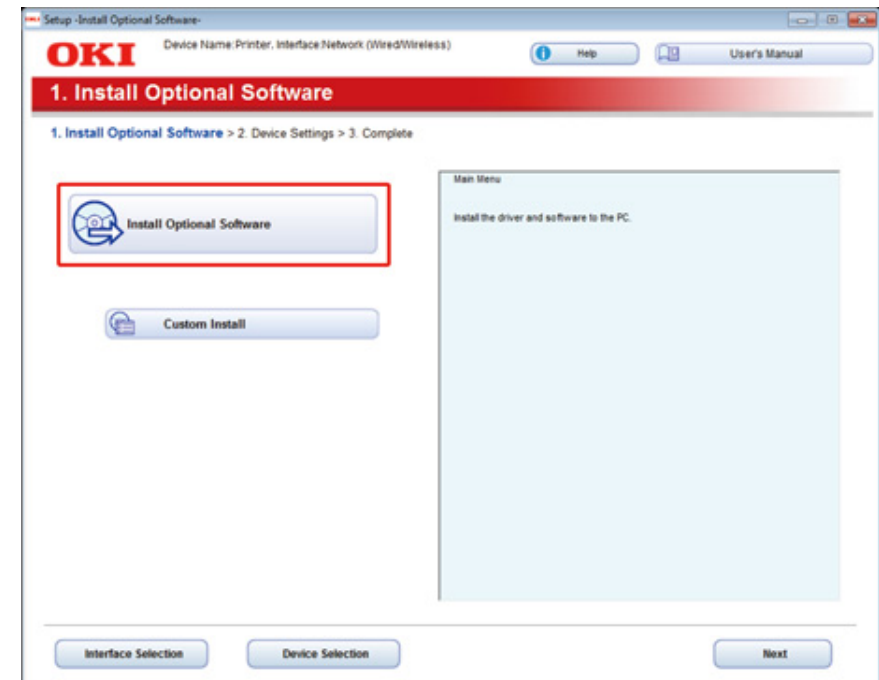 Setup -Install Optional Software-
OKI
Device Name:Printer. Interface:Network (Wired/Wireless)
Help
User's Manual
1. Install Optional Software
1. Install Optional Software > 2. Device Settings > 3. Complete
Install Optional Software
Custom Install
Main Menu
Install the driver and software to the PC.
Interface Selection
Device Selection
Next